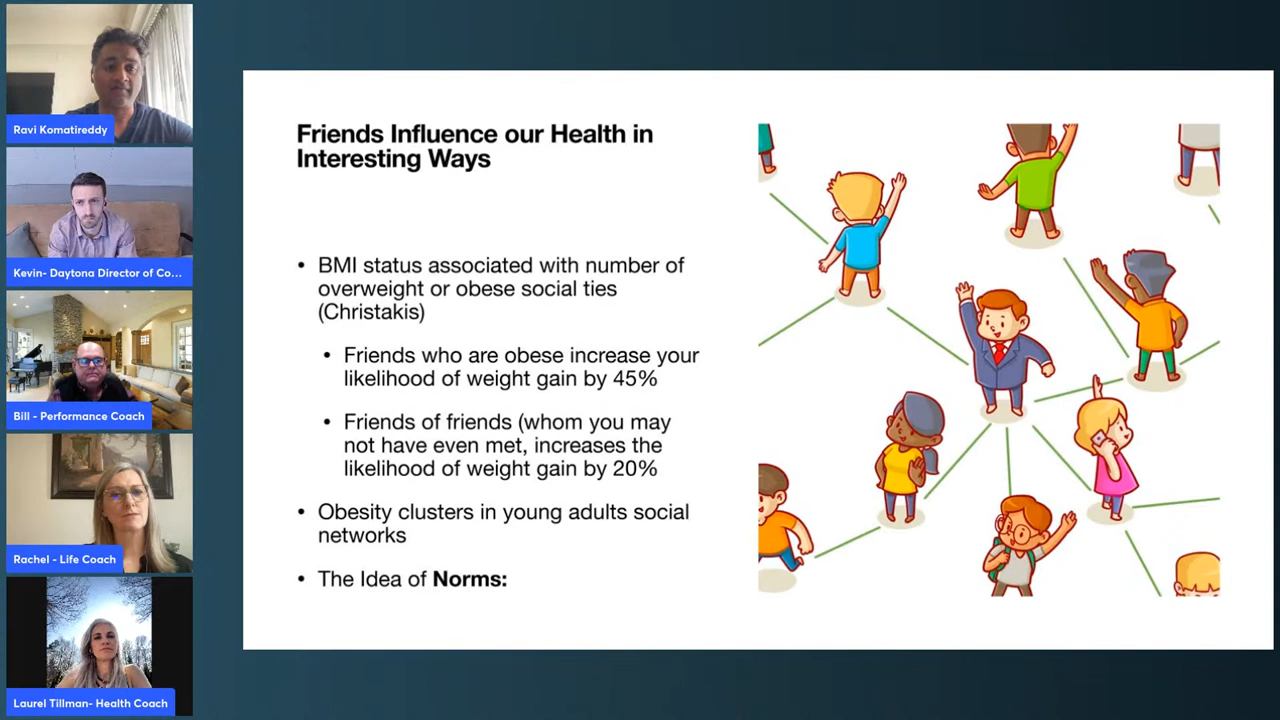 Ravi Komatireddy
Kevin- Daytona Director of Co...
Bill - Performance Coach
Rachel - Life Coach
Laurel Tillman- Health Coach
Friends Influence our Health in
Interesting Ways
• BMI status associated with number of
overweight or obese social ties
(Christakis)
• Friends who are obese increase your
likelihood of weight gain by 45%
• Friends of friends (whom you may
not have even met, increases the
likelihood of weight gain by 20%
• Obesity clusters in young adults social
networks
• The Idea of Norms: